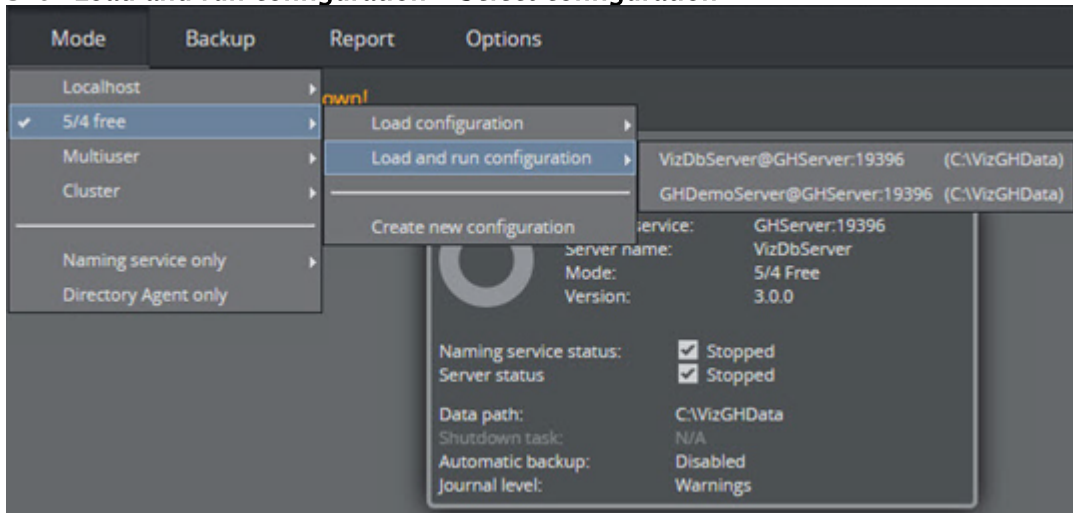 Mode Backup Report Options
Localhost
own!
5/4 free
Load configuration
Multiuser
Load and run configuration
VizDbServer@GHServer:19396 (C:\VizGHData)
Cluster
GHDemoServer@GHServer:19396 (C:\VizGHData)
Create new configuration
service: GHServer:19396
Server name: VizDbServer
Naming service only
Mode: 5/4 Free
Directory Agent only
Version: 3.0.0
Naming service status: Stopped
Server status Stopped
Data path: C:\VizGHData
Shutdown task: N/A
Automatic backup: Disabled
Journal level: Warnings